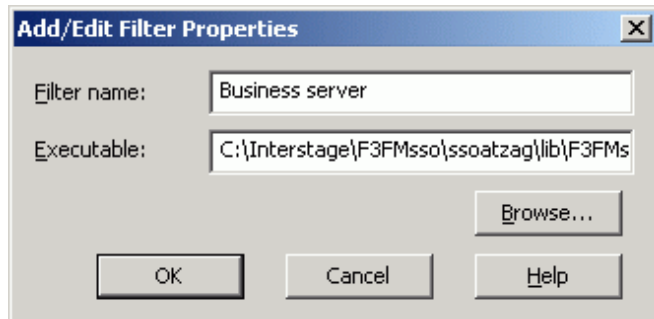 Add/Edit Filter Properties
Filter name: Business server
Executable: C:\Interstage\F3FMsso\ssoatzag\lib\F3FMs
Browse...
OK Cancel Help